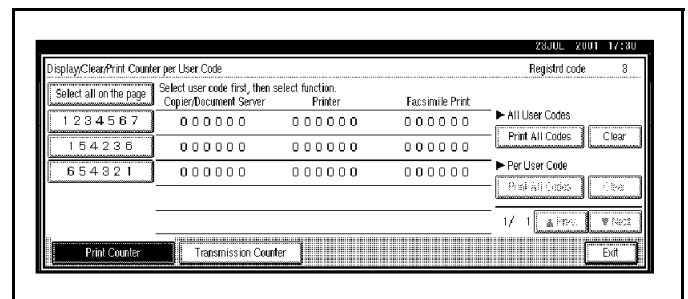 23JUL 2001 17:30
Display/Clear/Print Counter per User Code Registrd code 3
Select all on the page Select user code first, then select function.
Copier/Document Server Printer Facsimile Print
1234567 000000 000000 000000 ▶ All User Codes
Print All Codes Clear
154236 000000 000000 000000
654321 000000 000000 000000 ▶ Per User Code
Print All Codes Clear
1/ 1 ▲ Prev. ▼ Next
Print Counter Transmission Counter Exit